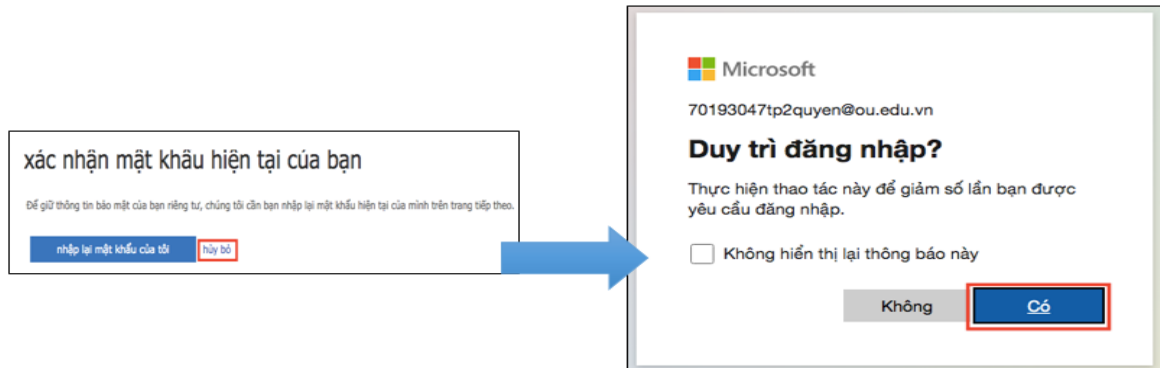 xác nhận mật khẩu hiện tại của bạn
Để giữ thông tin bảo mật của bạn riêng tư, chúng tôi cần bạn nhập lại mật khẩu hiện tại của mình trên trang tiếp theo.
nhập lại mật khẩu của tôi
hủy bỏ
Microsoft
70193047tp2quyen@ou.edu.vn
Duy trì đăng nhập?
Thực hiện thao tác này để giảm số lần bạn được
yêu cầu đăng nhập.
Không hiển thị lại thông báo này
Không
Có